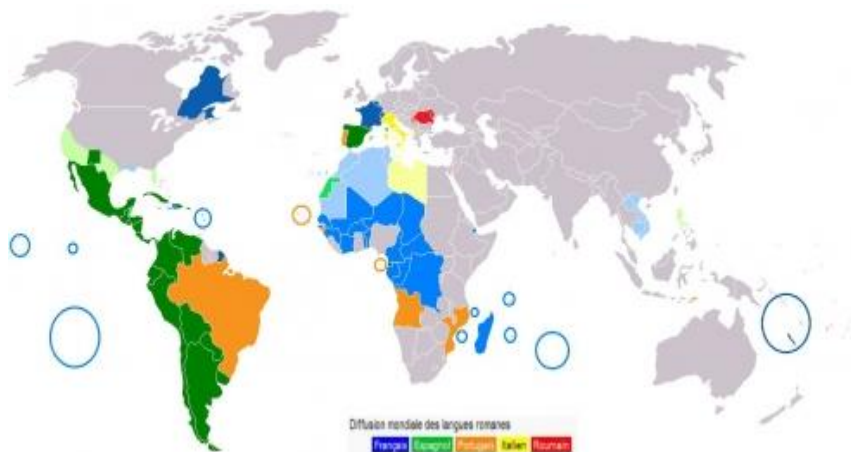 Diffusion mondiale des langues romanes
Français Espagnol Portugais Italien Roumain